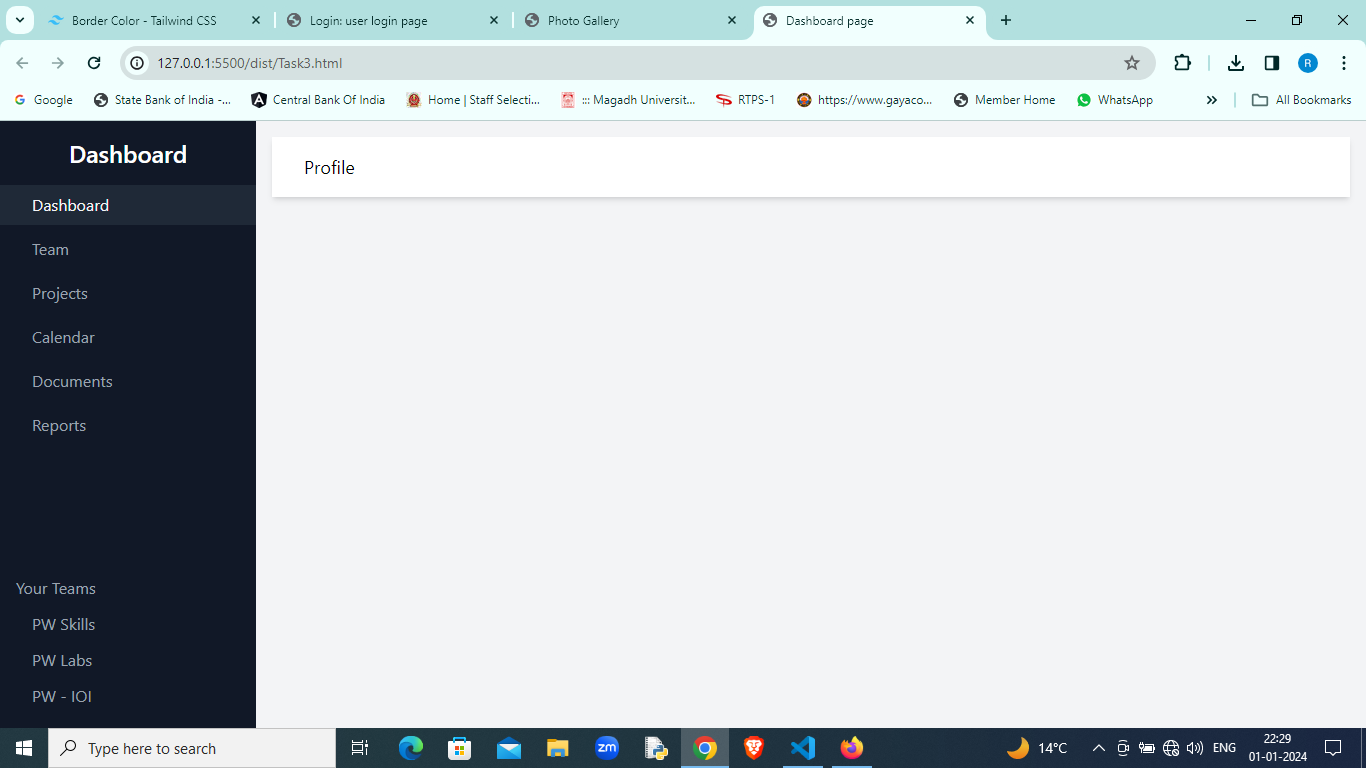 Border Color - Tailwind CSS
Login: user login page
Photo Gallery
Dashboard page
127.0.0.1:5500/dist/Task3.html
R
Google
State Bank of India -...
Central Bank Of India
Home | Staff Selecti...
::: Magadh Universit...
RTPS-1
https://www.gayaco...
Member Home
WhatsApp
All Bookmarks
Dashboard
Profile
Dashboard
Team
Projects
Calendar
Documents
Reports
Your Teams
PW Skills
PW Labs
PW - IOI
Type here to search
zm
14°C
ENG
22:29
01-01-2024